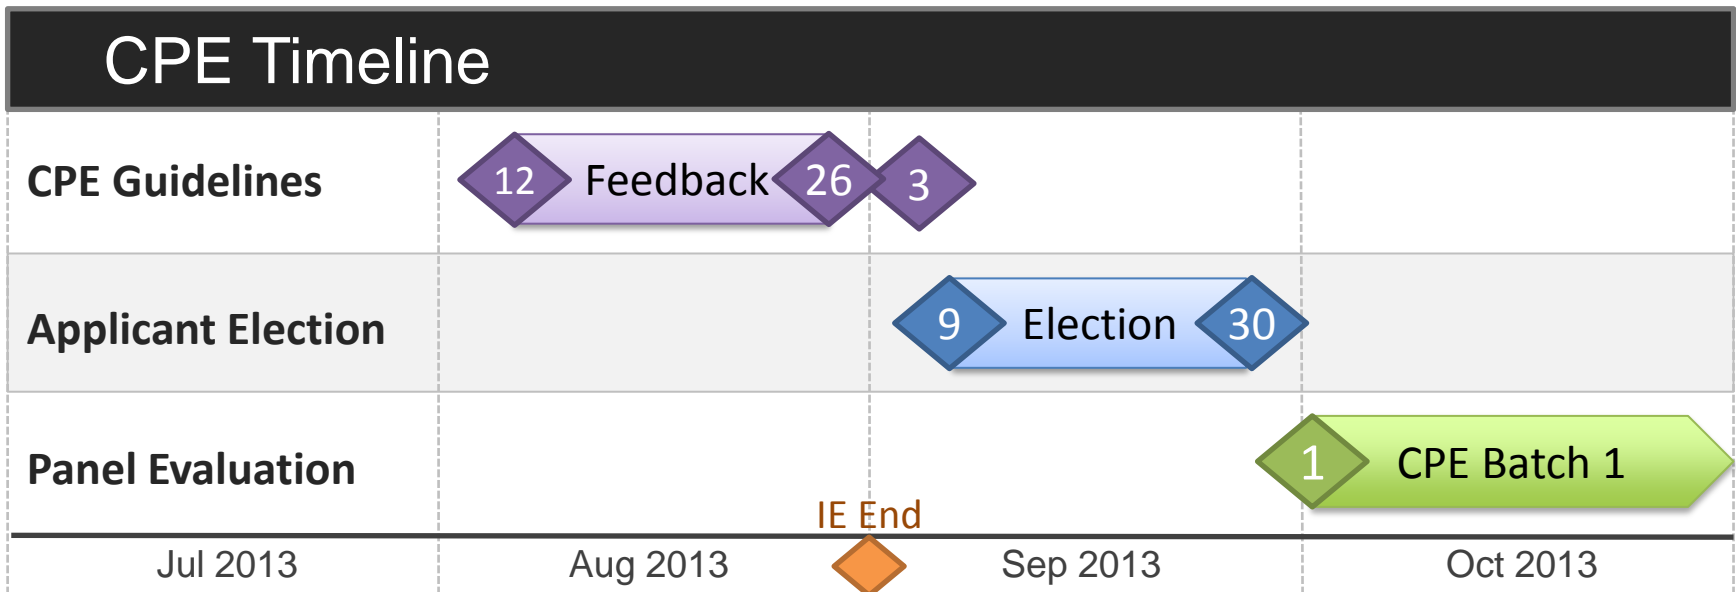 CPE Timeline
CPE Guidelines
12 Feedback 26 3
Applicant Election
9 Election 30
Panel Evaluation
1 CPE Batch 1
IE End
Jul 2013 Aug 2013 Sep 2013 Oct 2013